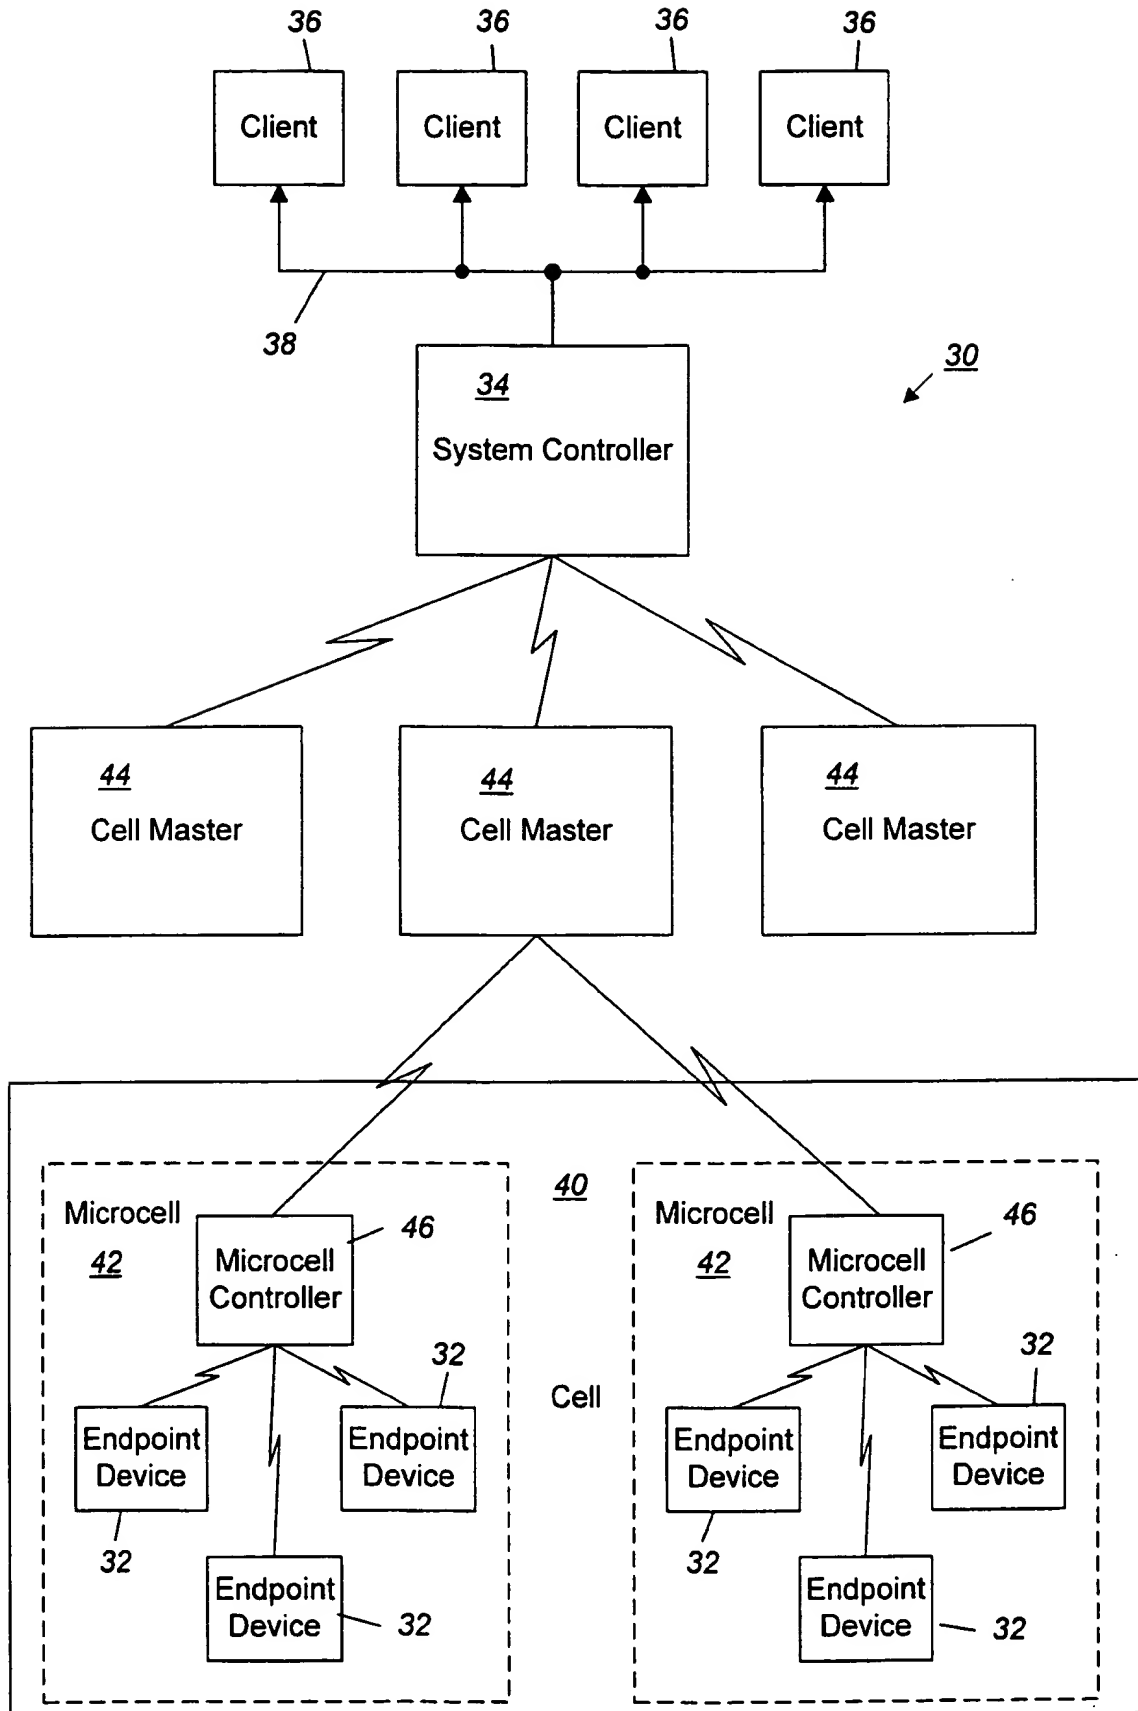 36 36 36 36
Client Client Client Client
38
30
34
System Controller
44 44 44
Cell Master Cell Master Cell Master
40
Microcell
42
46
Microcell
Controller
32
Endpoint
Device
32
Endpoint
Device
Endpoint
Device
32
Cell
Microcell
42
46
Microcell
Controller
32
Endpoint
Device
32
Endpoint
Device
Endpoint
Device
32